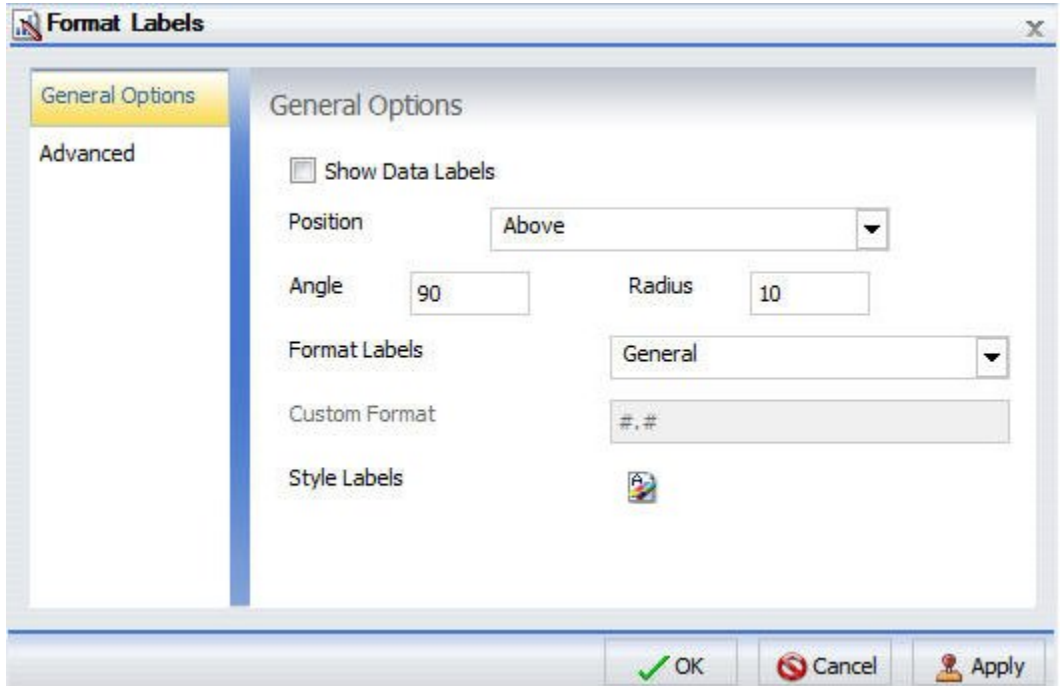 Format Labels
x
General Options
Advanced
General Options
Show Data Labels
Position Above
Angle 90 Radius 10
Format Labels General
Custom Format #.#
Style Labels
OK Cancel Apply